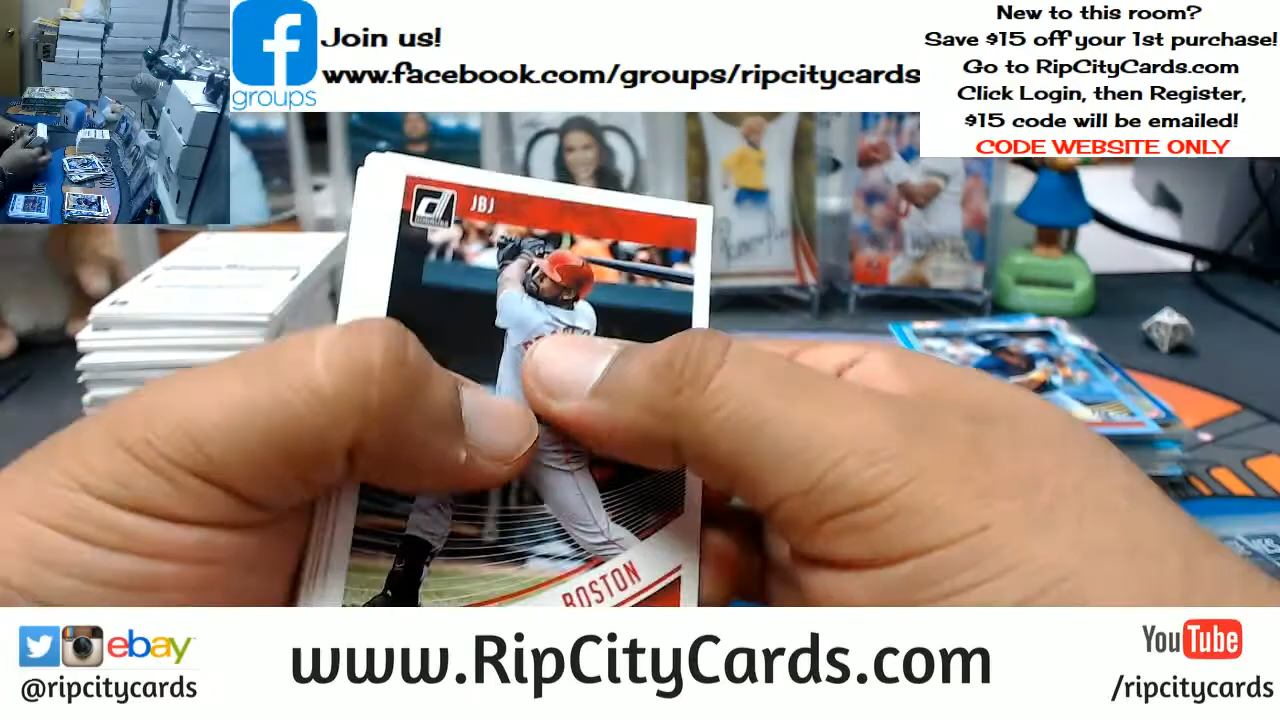 Join us!
www.facebook.com/groups/ripcitycards
groups
New to this room?
Save $15 off your 1st purchase!
Go to RipCityCards.com
Click Login, then Register,
$15 code will be emailed!
CODE WEBSITE ONLY
JBJ
BOSTON
ebay
@ripcitycards
www.RipCityCards.com
YouTube
/ripcitycards